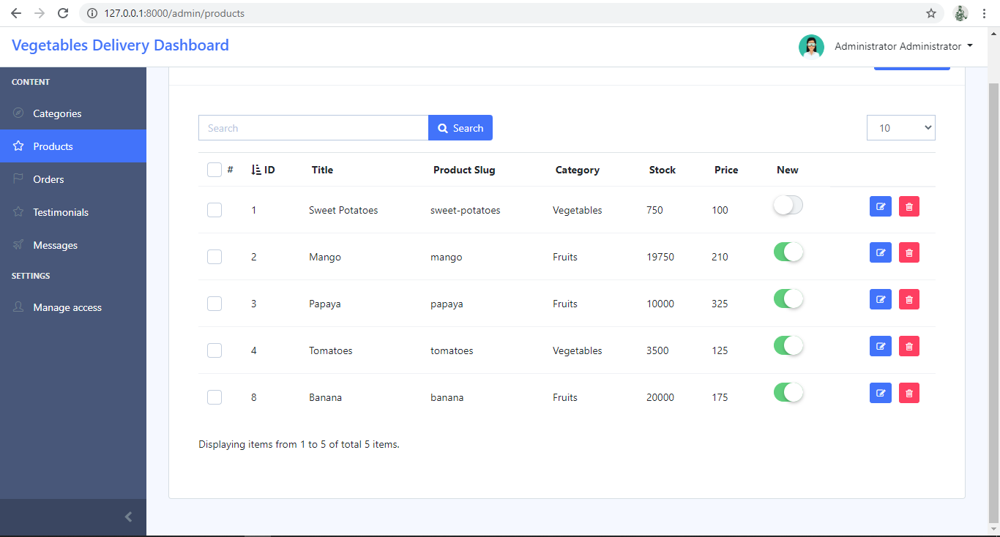 127.0.0.1:8000/admin/products
Vegetables Delivery Dashboard
Administrator Administrator
CONTENT
Categories
Products
Orders
Testimonials
Messages
SETTINGS
Manage access
Search Search 10
# ID Title Product Slug Category Stock Price New
1 Sweet Potatoes sweet-potatoes Vegetables 750 100
2 Mango mango Fruits 19750 210
3 Papaya papaya Fruits 10000 325
4 Tomatoes tomatoes Vegetables 3500 125
8 Banana banana Fruits 20000 175
Displaying items from 1 to 5 of total 5 items.